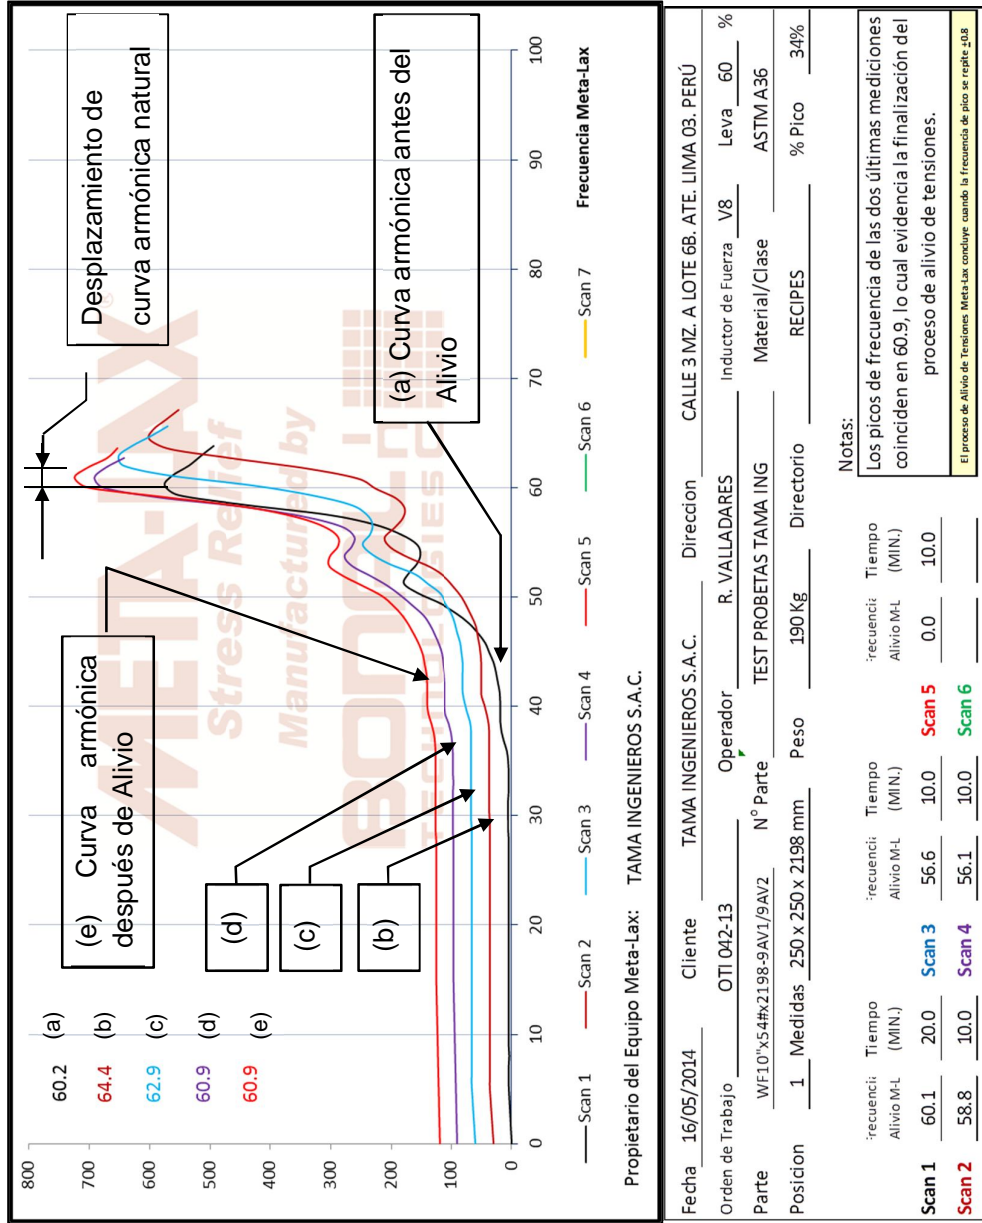 META-LAX®
Stress Relief
Manufactured by
BONAL
TECHNOLOGIES
800
700
600
500
400
300
200
100
0
0
10
20
30
40
50
60
70
80
90
100
60.2 (a)
64.4 (b)
62.9 (c)
60.9 (d)
60.9 (e)
(e) Curva armónica
después de Alivio
(d)
(c)
(b)
Desplazamiento de
curva armónica natural
(a) Curva armónica antes del
Alivio
Scan 1
Scan 2
Scan 3
Scan 4
Scan 5
Scan 6
Scan 7
Frecuencia Meta-Lax
Propietario del Equipo Meta-Lax: TAMA INGENIEROS S.A.C.
Fecha 16/05/2014 Cliente TAMA INGENIEROS S.A.C. Direccion CALLE 3 MZ. A LOTE 6B. ATE. LIMA 03. PERÚ
Orden de Trabajo OTI 042-13 Operador R. VALLADARES Inductor de Fuerza V8 Leva 60 %
Parte WF10"x54#x2198-9AV1/9AV2 N° Parte TEST PROBETAS TAMA ING Material/Clase ASTM A36
Posicion 1 Medidas 250 x 250 x 2198 mm Peso 190 Kg Directorio RECIPES % Pico 34%
Notas:
Los picos de frecuencia de las dos últimas mediciones
coinciden en 60.9, lo cual evidencia la finalización del
proceso de alivio de tensiones.
El proceso de Alivio de Tensiones Meta-Lax concluye cuando la frecuencia de pico se repite ±0.8
recuenci Tiempo recuenci Tiempo recuenci Tiempo
Alivio M-L (MIN.) Alivio M-L (MIN.) Alivio M-L (MIN.)
Scan 1 60.1 20.0 Scan 3 56.6 10.0 Scan 5 0.0 10.0
Scan 2 58.8 10.0 Scan 4 56.1 10.0 Scan 6